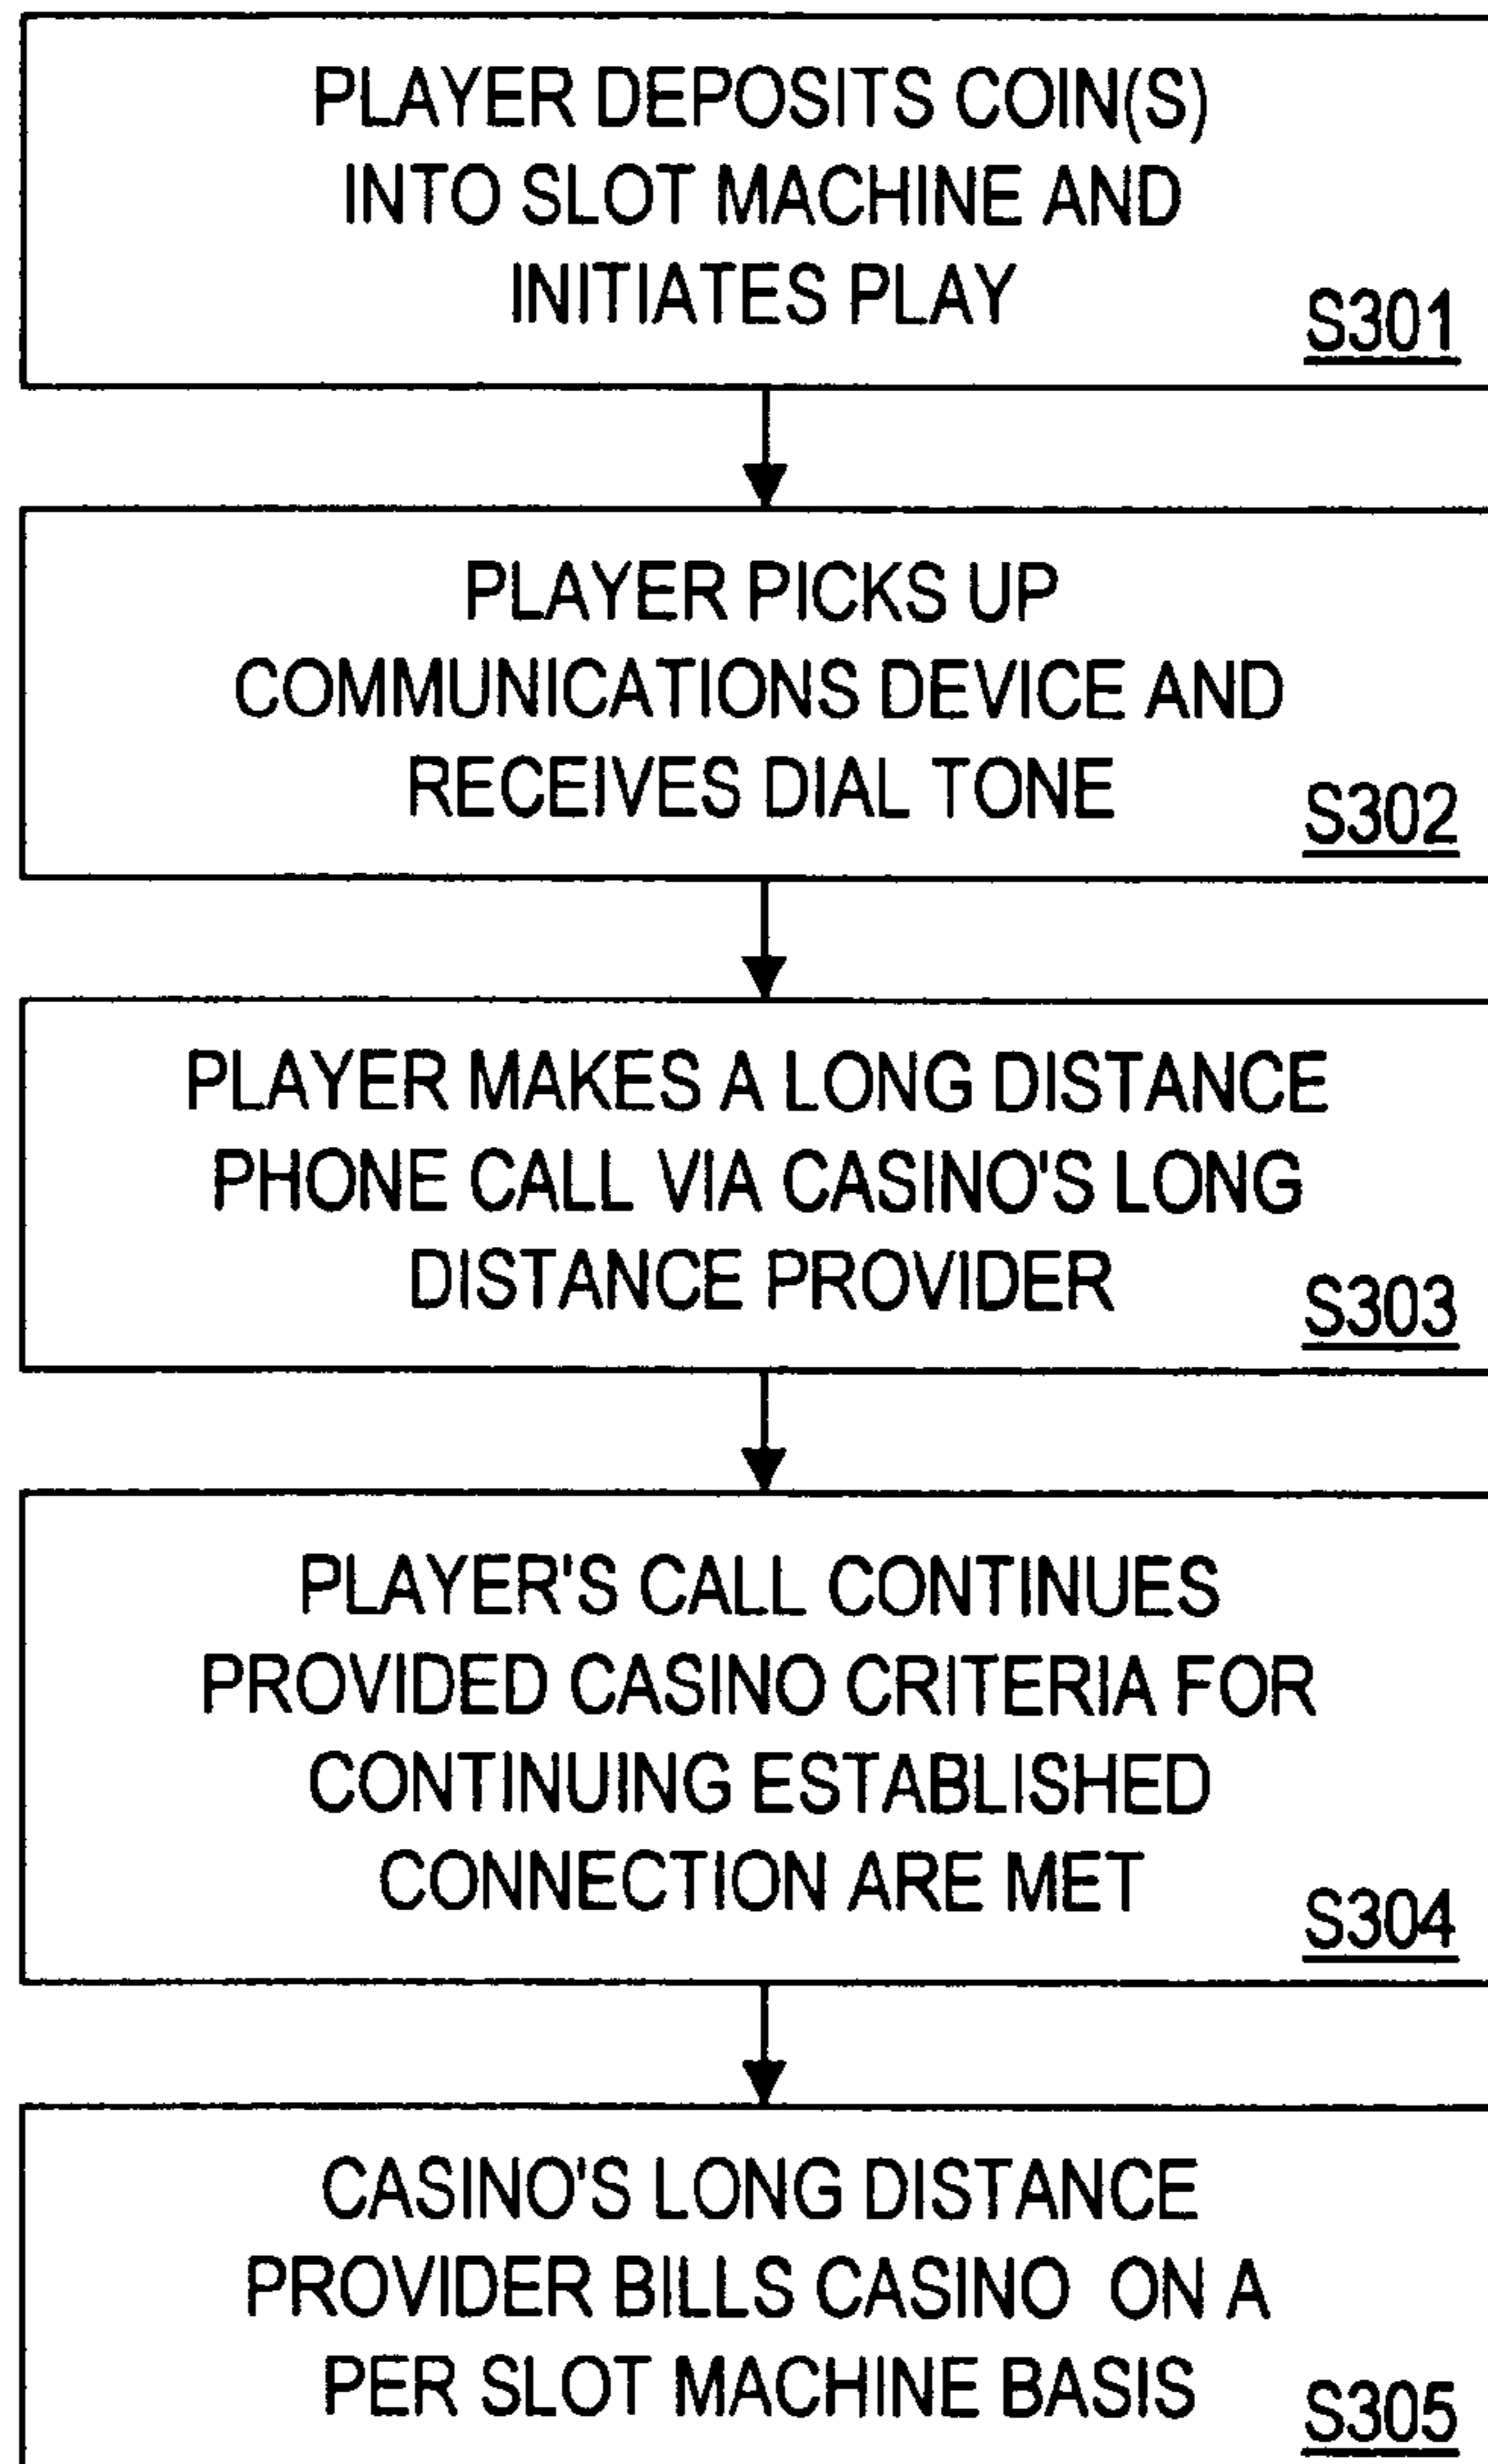 PLAYER DEPOSITS COIN(S)
INTO SLOT MACHINE AND
INITIATES PLAY
S301
PLAYER PICKS UP
COMMUNICATIONS DEVICE AND
RECEIVES DIAL TONE
S302
PLAYER MAKES A LONG DISTANCE
PHONE CALL VIA CASINO'S LONG
DISTANCE PROVIDER
S303
PLAYER'S CALL CONTINUES
PROVIDED CASINO CRITERIA FOR
CONTINUING ESTABLISHED
CONNECTION ARE MET
S304
CASINO'S LONG DISTANCE
PROVIDER BILLS CASINO ON A
PER SLOT MACHINE BASIS
S305